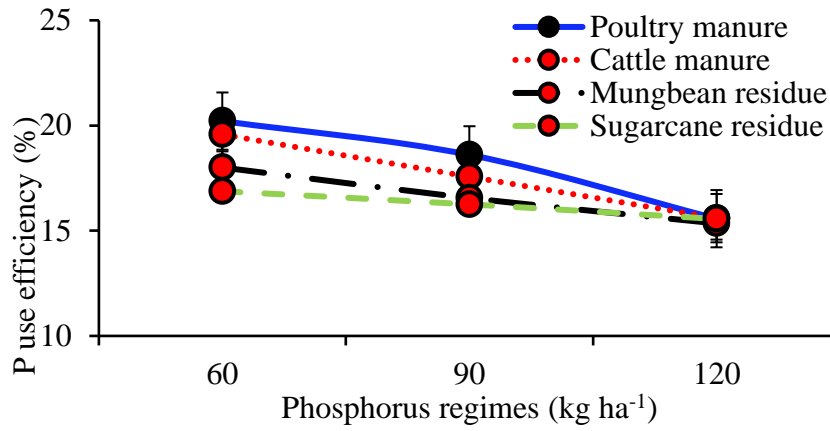 25
20
15
10
P use efficiency (%)
Poultry manure
Cattle manure
Mungbean residue
Sugarcane residue
60 90 120
Phosphorus regimes (kg ha⁻¹)